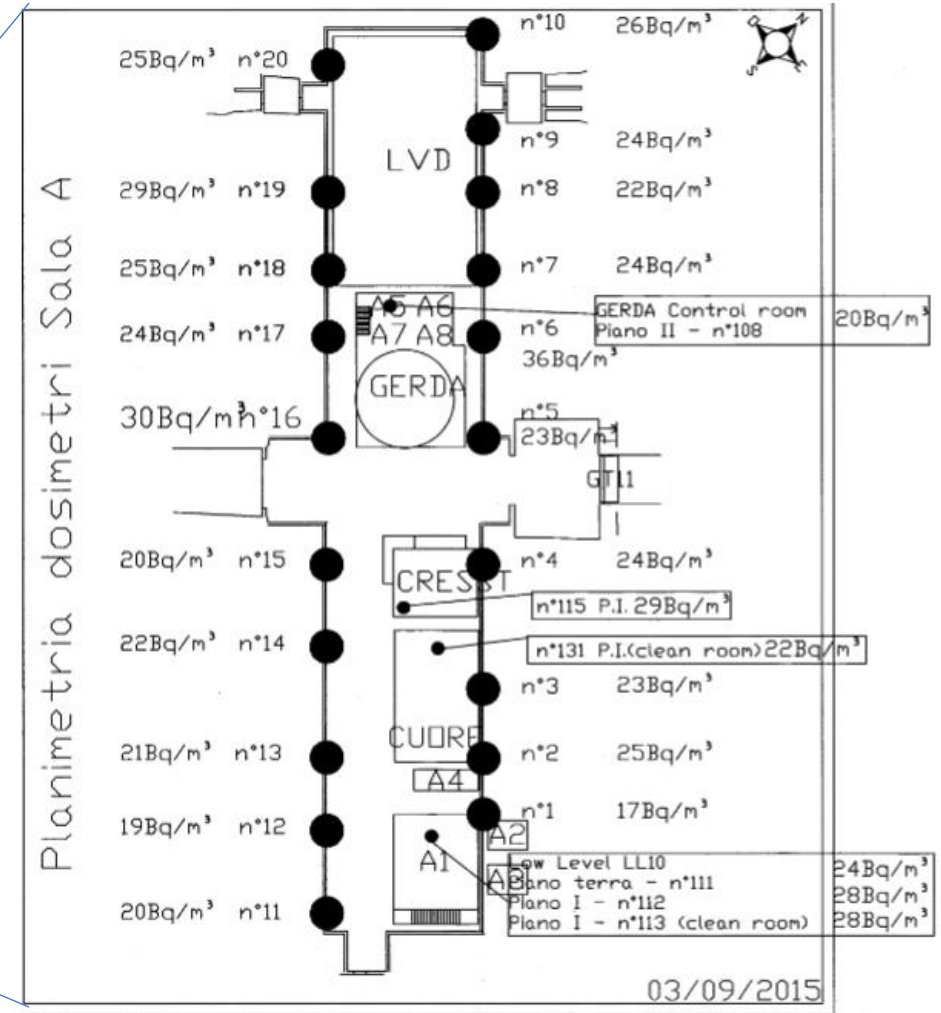 Planimetria dosimetri Sala A
n°10 26Bq/m³
25Bq/m³ n°20
n°9 24Bq/m³
LVD
29Bq/m³ n°19
n°8 22Bq/m³
25Bq/m³ n°18
n°7 24Bq/m³
A5 A6
A7 A8
GERDA Control room
Piano II - n°108
20Bq/m³
24Bq/m³ n°17
n°6
36Bq/m³
GERDA
30Bq/m³ n°16
n°5
23Bq/m³
GT11
20Bq/m³ n°15
n°4 24Bq/m³
CRESST
n°115 P.I. 29Bq/m³
22Bq/m³ n°14
n°131 P.I.(clean room) 22Bq/m³
n°3 23Bq/m³
CUORE
21Bq/m³ n°13
n°2 25Bq/m³
A4
n°1 17Bq/m³
19Bq/m³ n°12
A2
A1
A3
Low Level LL10
Piano terra - n°111
Piano I - n°112
Piano I - n°113 (clean room)
24Bq/m³
28Bq/m³
28Bq/m³
20Bq/m³ n°11
03/09/2015